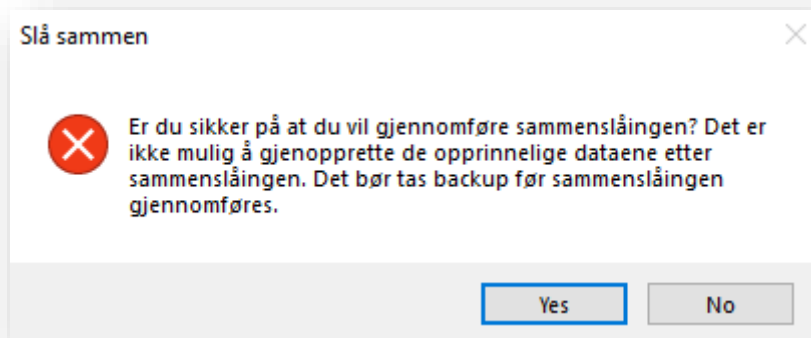 Slå sammen
Er du sikker på at du vil gjennomføre sammenslåingen? Det er
ikke mulig å gjenopprette de opprinnelige dataene etter
sammenslåingen. Det bør tas backup før sammenslåingen
gjennomføres.
Yes
No